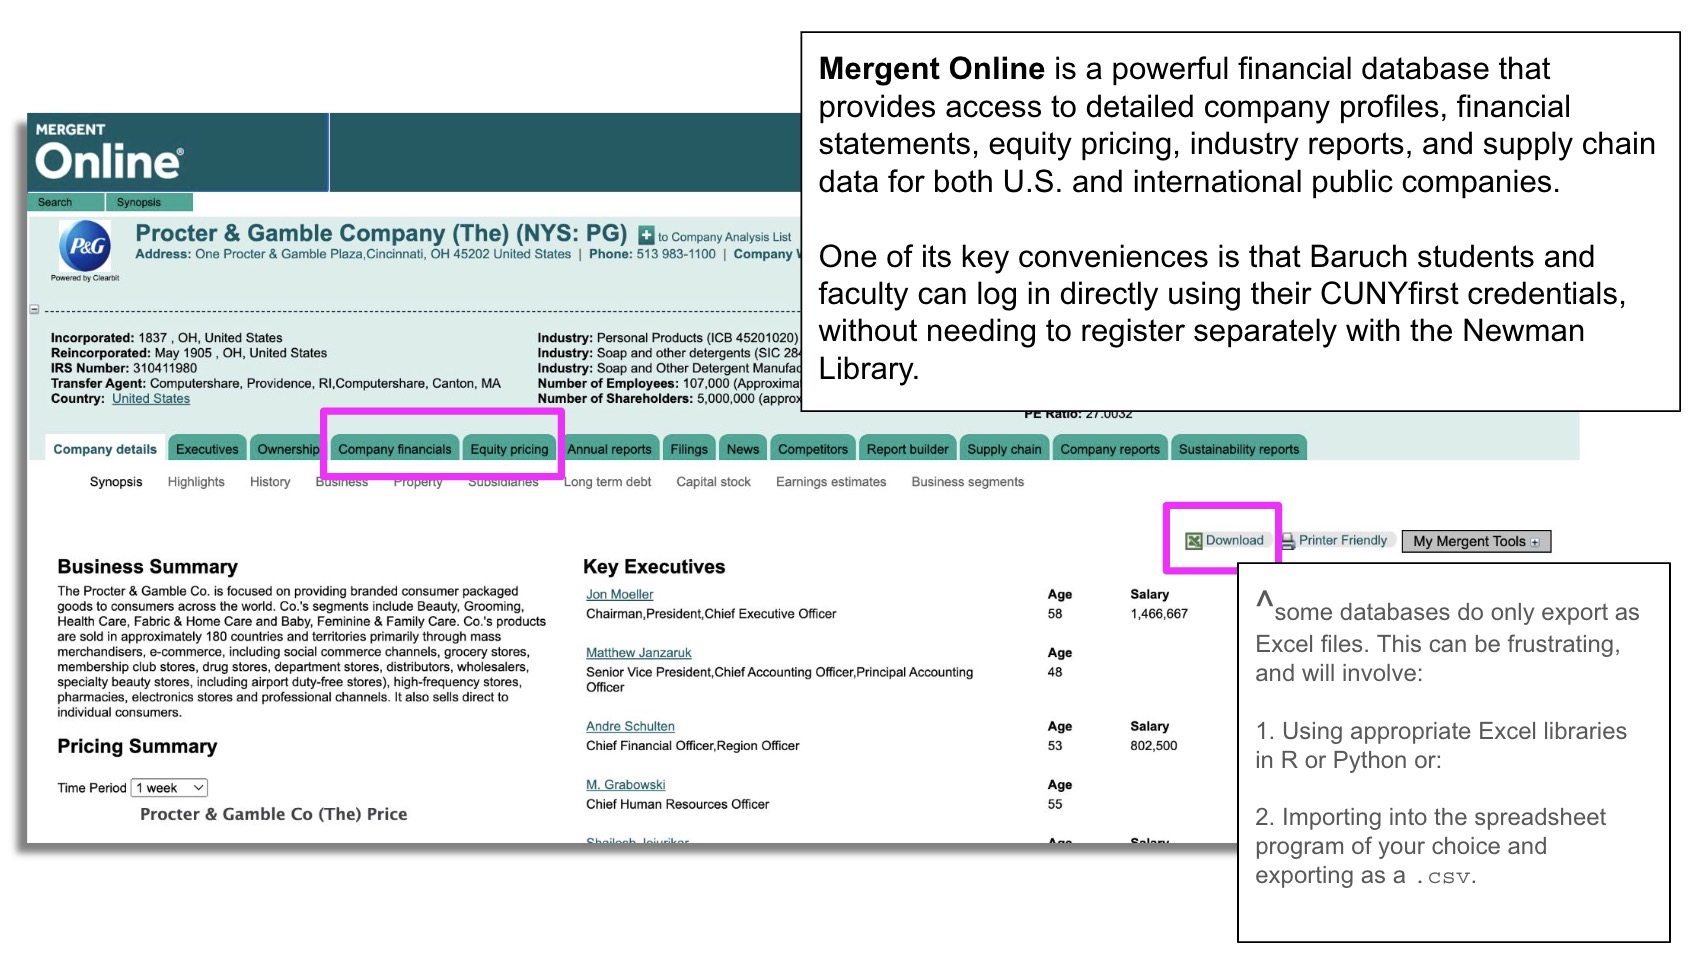 Mergent Online is a powerful financial database that
provides access to detailed company profiles, financial
statements, equity pricing, industry reports, and supply chain
data for both U.S. and international public companies.
One of its key conveniences is that Baruch students and
faculty can log in directly using their CUNYfirst credentials,
without needing to register separately with the Newman
Library.
MERGENT
Online®
Search Synopsis
P&G
Powered by Clearbit
Procter & Gamble Company (The) (NYS: PG) + to Company Analysis List
Address: One Procter & Gamble Plaza,Cincinnati, OH 45202 United States | Phone: 513 983-1100 | Company
Incorporated: 1837 , OH, United States
Reincorporated: May 1905 , OH, United States
IRS Number: 310411980
Transfer Agent: Computershare, Providence, RI,Computershare, Canton, MA
Country: United States
Industry: Personal Products (ICB 45201020)
Industry: Soap and other detergents (SIC 284
Industry: Soap and Other Detergent Manufac
Number of Employees: 107,000 (Approxima
Number of Shareholders: 5,000,000 (approx
PE Ratio: 27.0032
Company details Executives Ownership Company financials Equity pricing Annual reports Filings News Competitors Report builder Supply chain Company reports Sustainability reports
Synopsis Highlights History Business Property Subsidiaries Long term debt Capital stock Earnings estimates Business segments
Download Printer Friendly My Mergent Tools +
Business Summary
The Procter & Gamble Co. is focused on providing branded consumer packaged
goods to consumers across the world. Co.'s segments include Beauty, Grooming,
Health Care, Fabric & Home Care and Baby, Feminine & Family Care. Co.'s products
are sold in approximately 180 countries and territories primarily through mass
merchandisers, e-commerce, including social commerce channels, grocery stores,
membership club stores, drug stores, department stores, distributors, wholesalers,
specialty beauty stores, including airport duty-free stores), high-frequency stores,
pharmacies, electronics stores and professional channels. It also sells direct to
individual consumers.
Pricing Summary
Time Period 1 week
Procter & Gamble Co (The) Price
Key Executives
Jon Moeller Age Salary
Chairman,President,Chief Executive Officer 58 1,466,667
Matthew Janzaruk Age
Senior Vice President,Chief Accounting Officer,Principal Accounting 48
Officer
Andre Schulten Age Salary
Chief Financial Officer,Region Officer 53 802,500
M. Grabowski Age
Chief Human Resources Officer 55
Shailesh Jejurikar Age Salary
^some databases do only export as
Excel files. This can be frustrating,
and will involve:
1. Using appropriate Excel libraries
in R or Python or:
2. Importing into the spreadsheet
program of your choice and
exporting as a .csv.